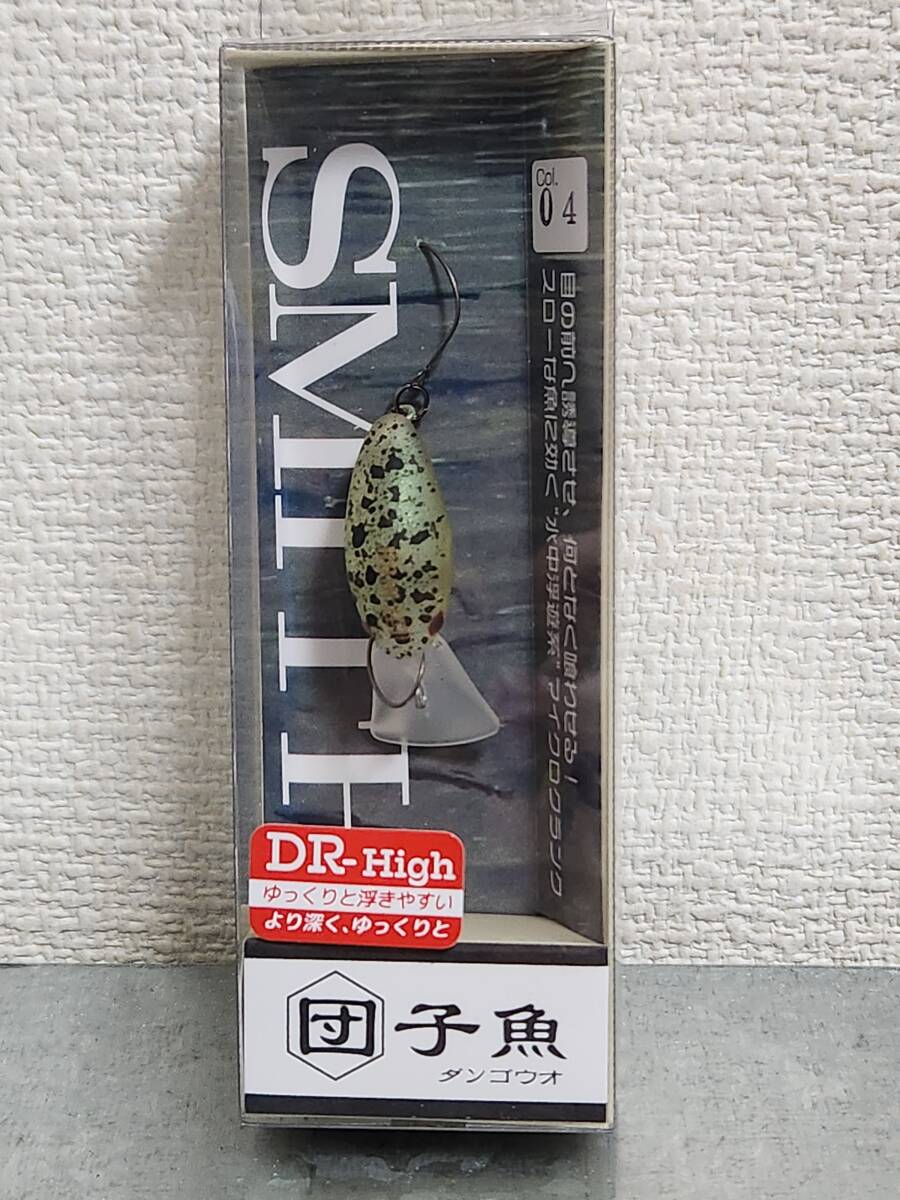 SMITH
Col.
04
目の前へ誘導させ、何となく喰わせる!
スローな魚に効く"水中浮遊系"マイクロクランク
DR-High
ゆっくりと浮きやすい
より深く、ゆっくりと
団子魚
ダンゴウオ